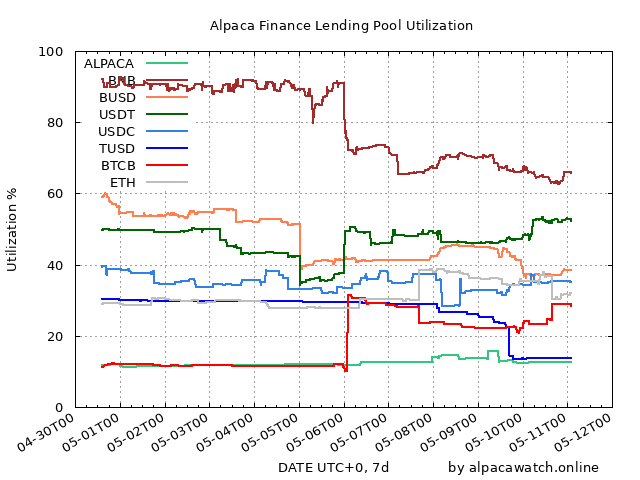 Alpaca Finance Lending Pool Utilization
100
80
60
40
20
0
Utilization %
ALPACA
BNB
BUSD
USDT
USDC
TUSD
BTCB
ETH
04-30T00
05-01T00
05-02T00
05-03T00
05-04T00
05-05T00
05-06T00
05-07T00
05-08T00
05-09T00
05-10T00
05-11T00
05-12T00
DATE UTC+0, 7d
by alpacawatch.online